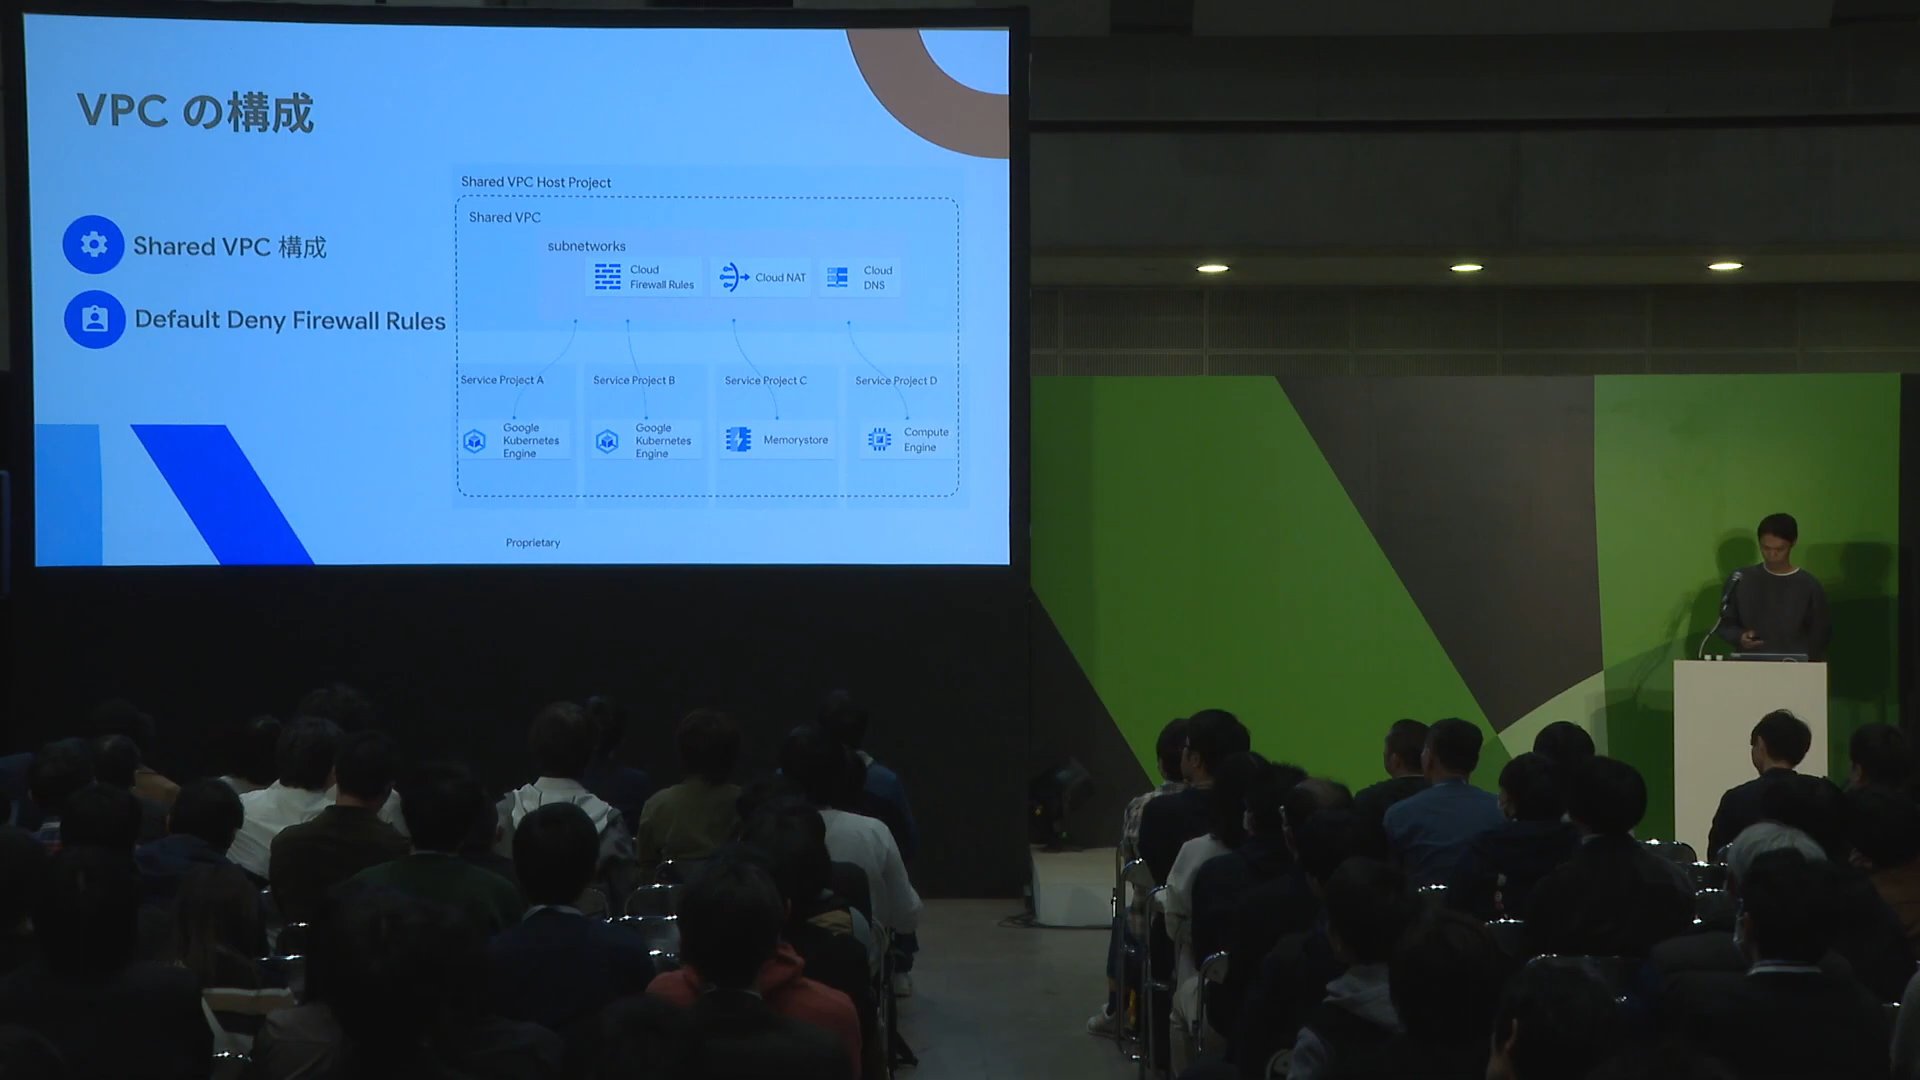 VPC の構成
Shared VPC 構成
Default Deny Firewall Rules
Shared VPC Host Project
Shared VPC
subnetworks
Cloud
Firewall Rules
Cloud NAT
Cloud
DNS
Service Project A
Service Project B
Service Project C
Service Project D
Google
Kubernetes
Engine
Google
Kubernetes
Engine
Memorystore
Compute
Engine
Proprietary